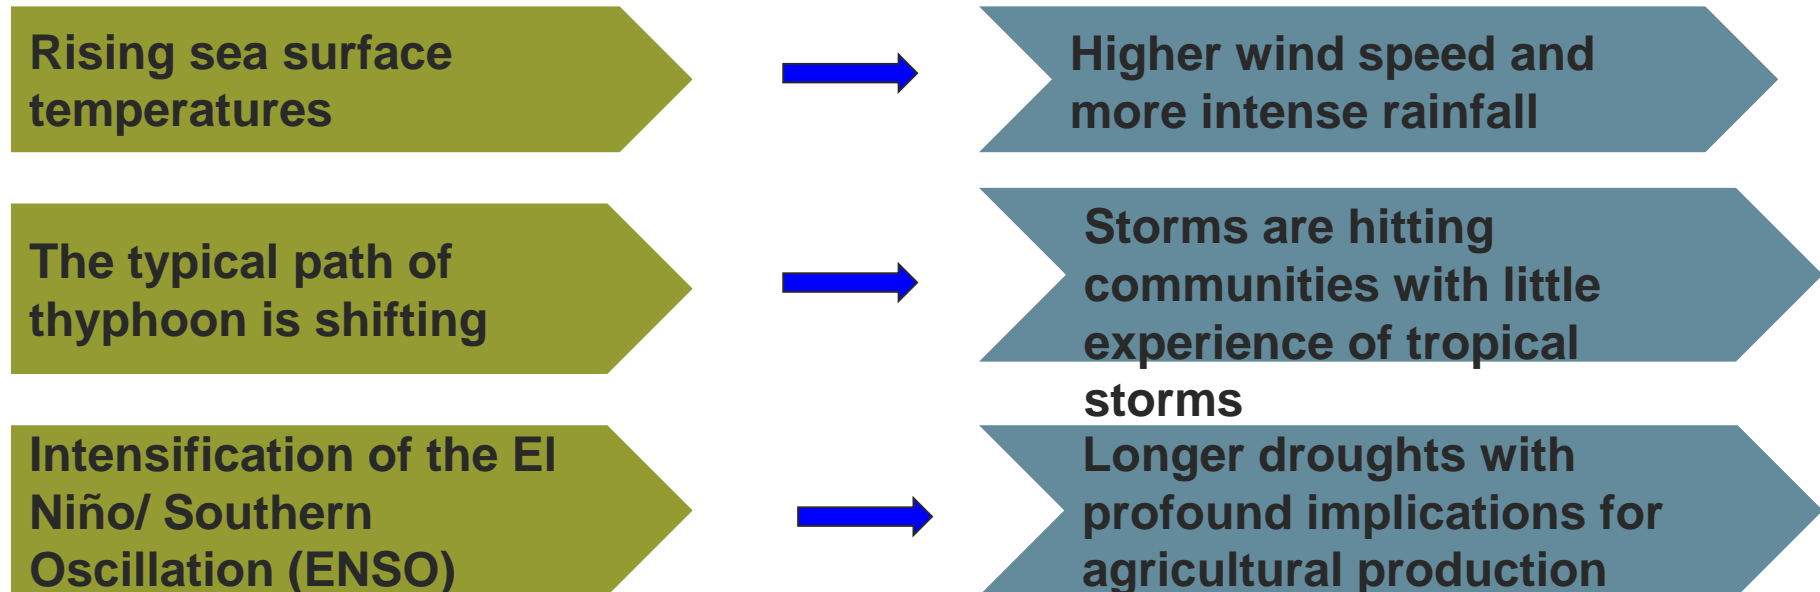 Rising sea surface
temperatures
Higher wind speed and
more intense rainfall
The typical path of
thyphoon is shifting
Storms are hitting
communities with little
experience of tropical
storms
Intensification of the EI
Niño/ Southern
Oscillation (ENSO)
Longer droughts with
profound implications for
agricultural production